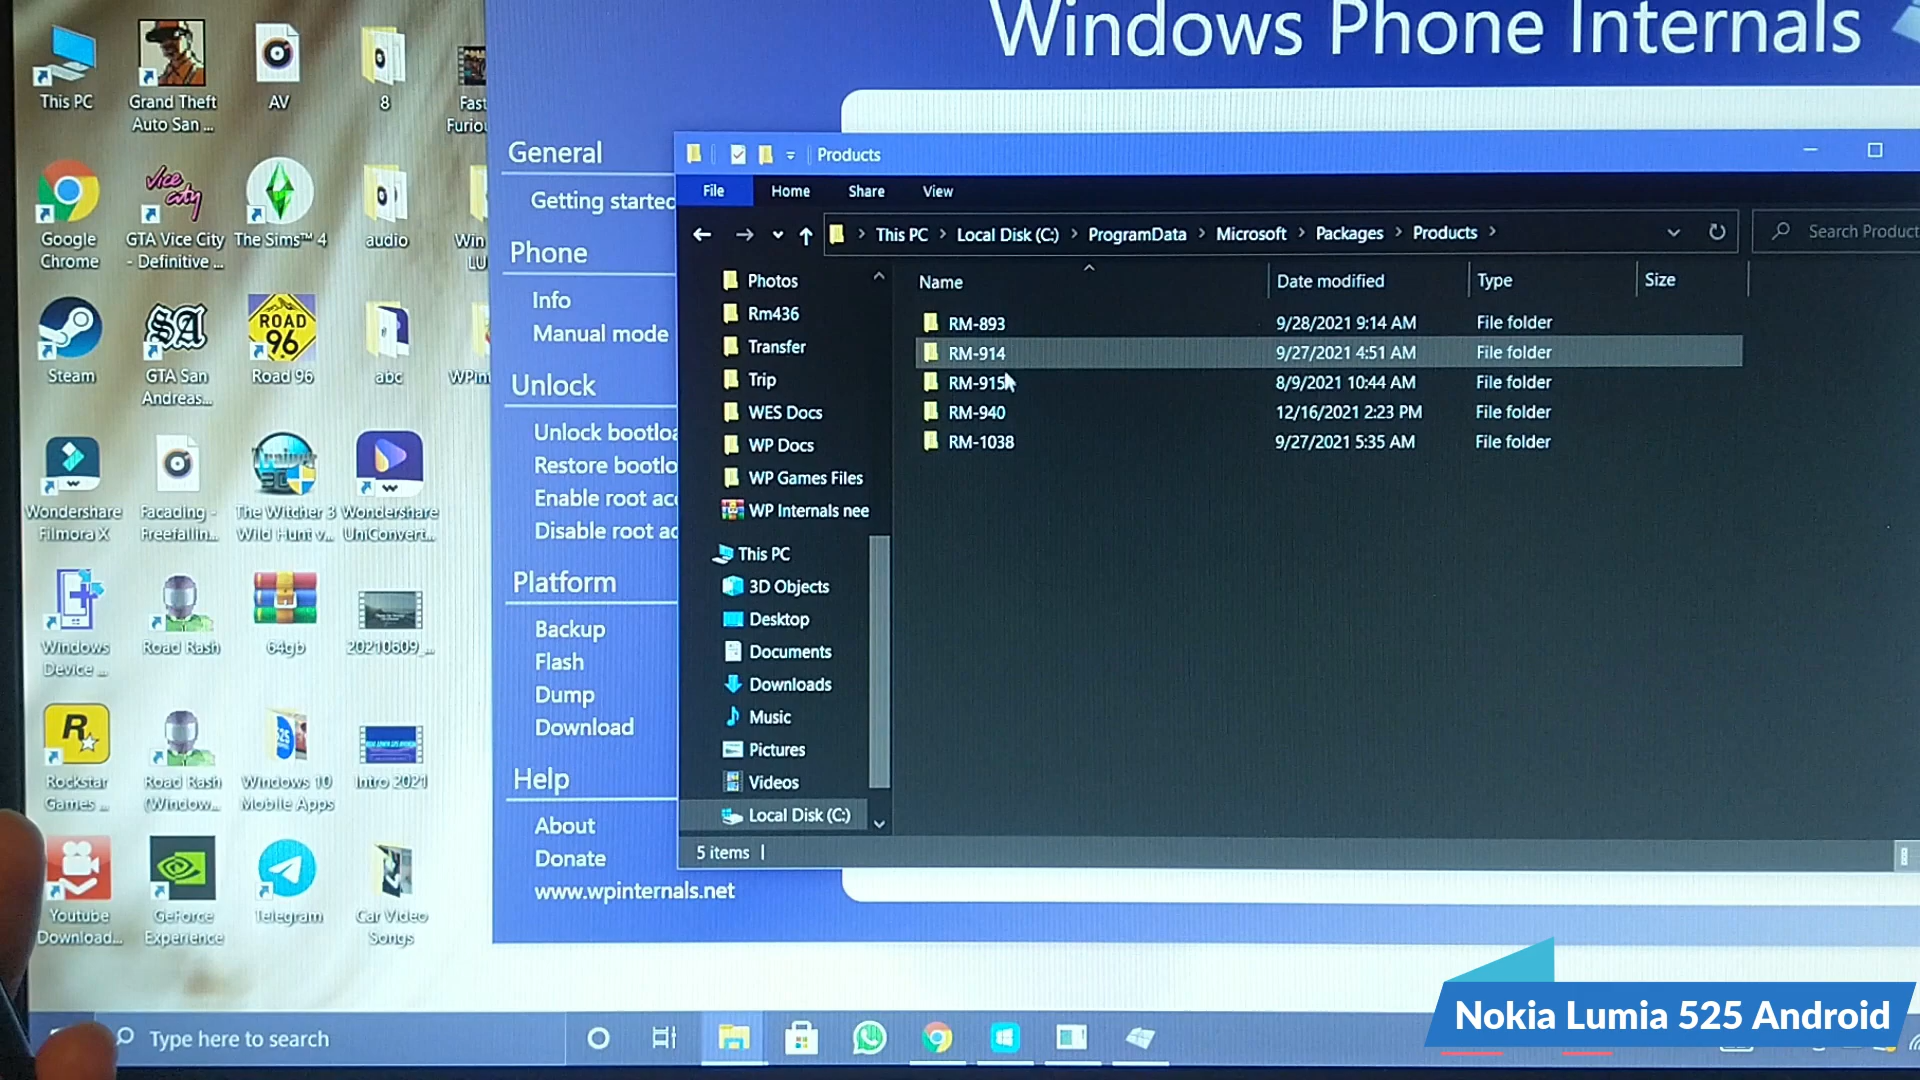 Windows Phone Internals
This PC
Grand Theft
Auto San ...
AV
8
Fast
Furiou
Google
Chrome
GTA Vice City
- Definitive ...
The Sims™ 4
audio
Win
LU
Steam
GTA San
Andreas...
Road 96
abc
WPint
Wondershare
Filmora X
Facading -
Freefallin...
The Witcher 3
Wild Hunt v...
Wondershare
UniConvert...
Windows
Device ...
Road Rash
64gb
20210609_...
Rockstar
Games ...
Road Rash
(Window...
Windows 10
Mobile Apps
Intro 2021
Youtube
Download...
GeForce
Experience
Telegram
Car Video
Songs
General
Getting started
Phone
Info
Manual mode
Unlock
Unlock bootloa
Restore bootlo
Enable root acc
Disable root ac
Platform
Backup
Flash
Dump
Download
Help
About
Donate
www.wpinternals.net
Products
File Home Share View
This PC > Local Disk (C:) > ProgramData > Microsoft > Packages > Products >
Search Product
Photos
Rm436
Transfer
Trip
WES Docs
WP Docs
WP Games Files
WP Internals nee
This PC
3D Objects
Desktop
Documents
Downloads
Music
Pictures
Videos
Local Disk (C:)
Name Date modified Type Size
RM-893 9/28/2021 9:14 AM File folder
RM-914 9/27/2021 4:51 AM File folder
RM-915 8/9/2021 10:44 AM File folder
RM-940 12/16/2021 2:23 PM File folder
RM-1038 9/27/2021 5:35 AM File folder
5 items
Type here to search
Nokia Lumia 525 Android